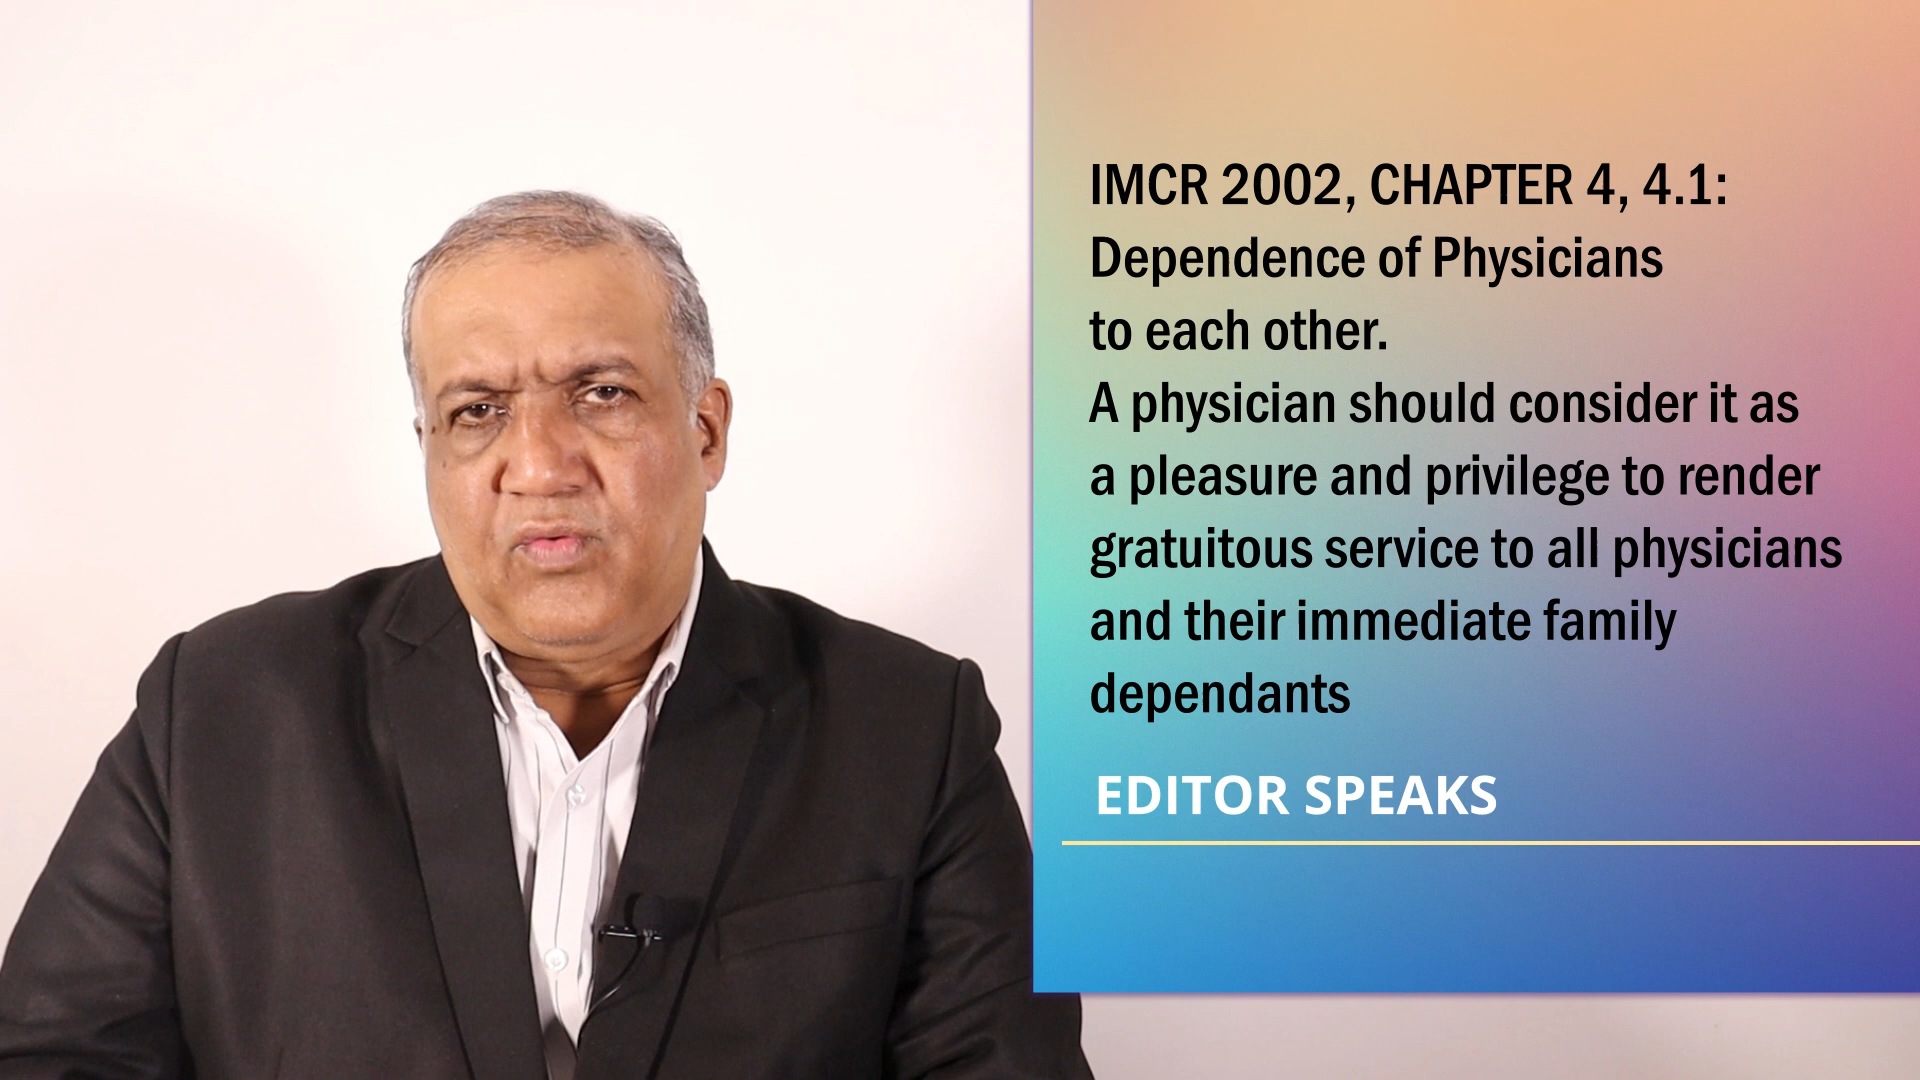 IMCR 2002, CHAPTER 4, 4.1:
Dependence of Physicians
to each other.
A physician should consider it as
a pleasure and privilege to render
gratuitous service to all physicians
and their immediate family
dependants
EDITOR SPEAKS